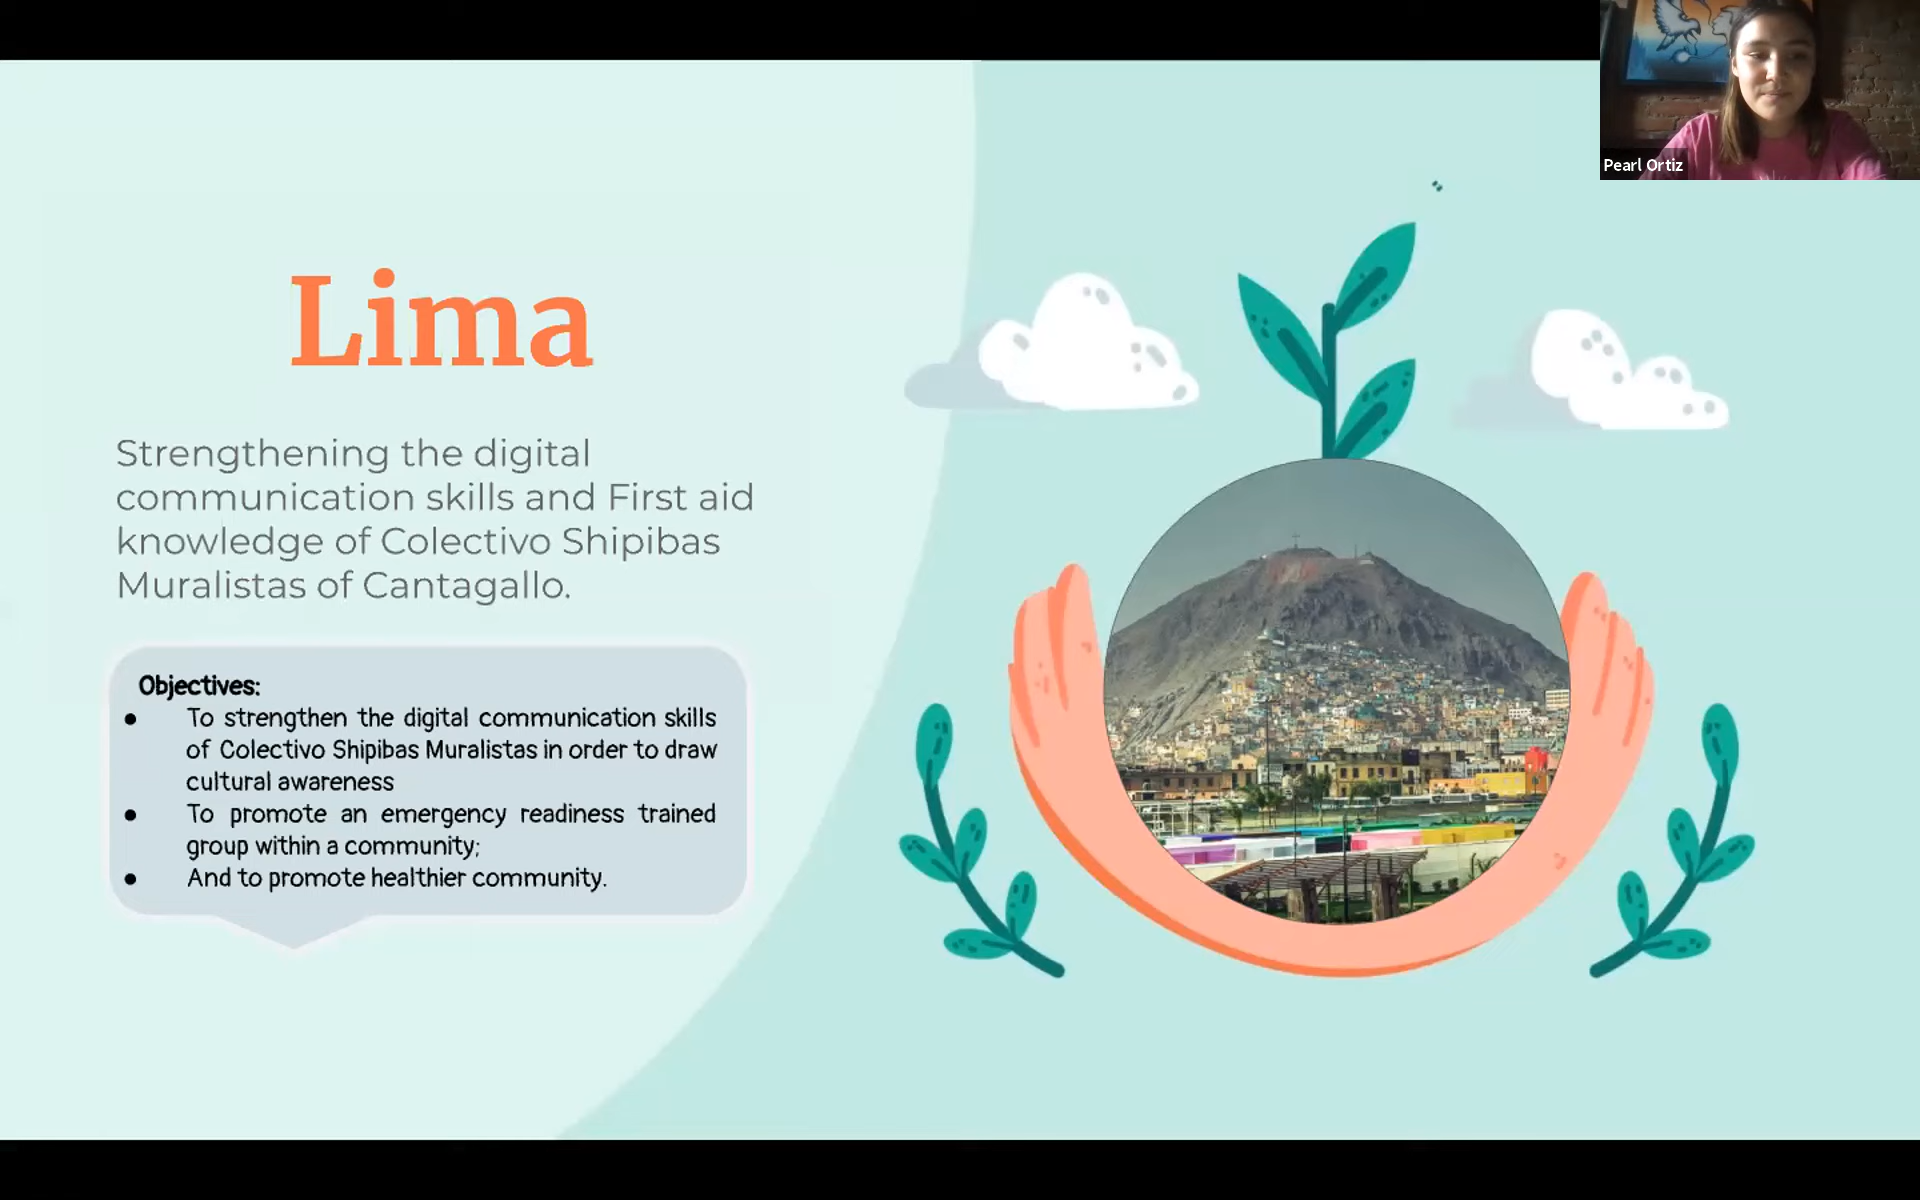 Pearl Ortiz
Lima
Strengthening the digital
communication skills and First aid
knowledge of Colectivo Shipibas
Muralistas of Cantagallo.
Objectives:
● To strengthen the digital communication skills
of Colectivo Shipibas Muralistas in order to draw
cultural awareness
● To promote an emergency readiness trained
group within a community;
● And to promote healthier community.